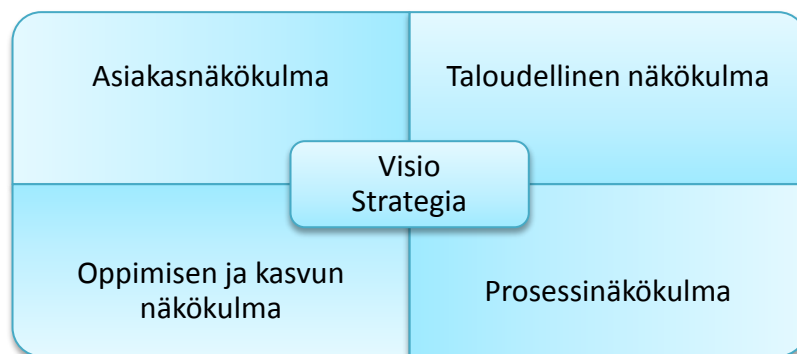 Asiakasnäkökulma
Taloudellinen näkökulma
Visio
Strategia
Oppimisen ja kasvun
näkökulma
Prosessinäkökulma